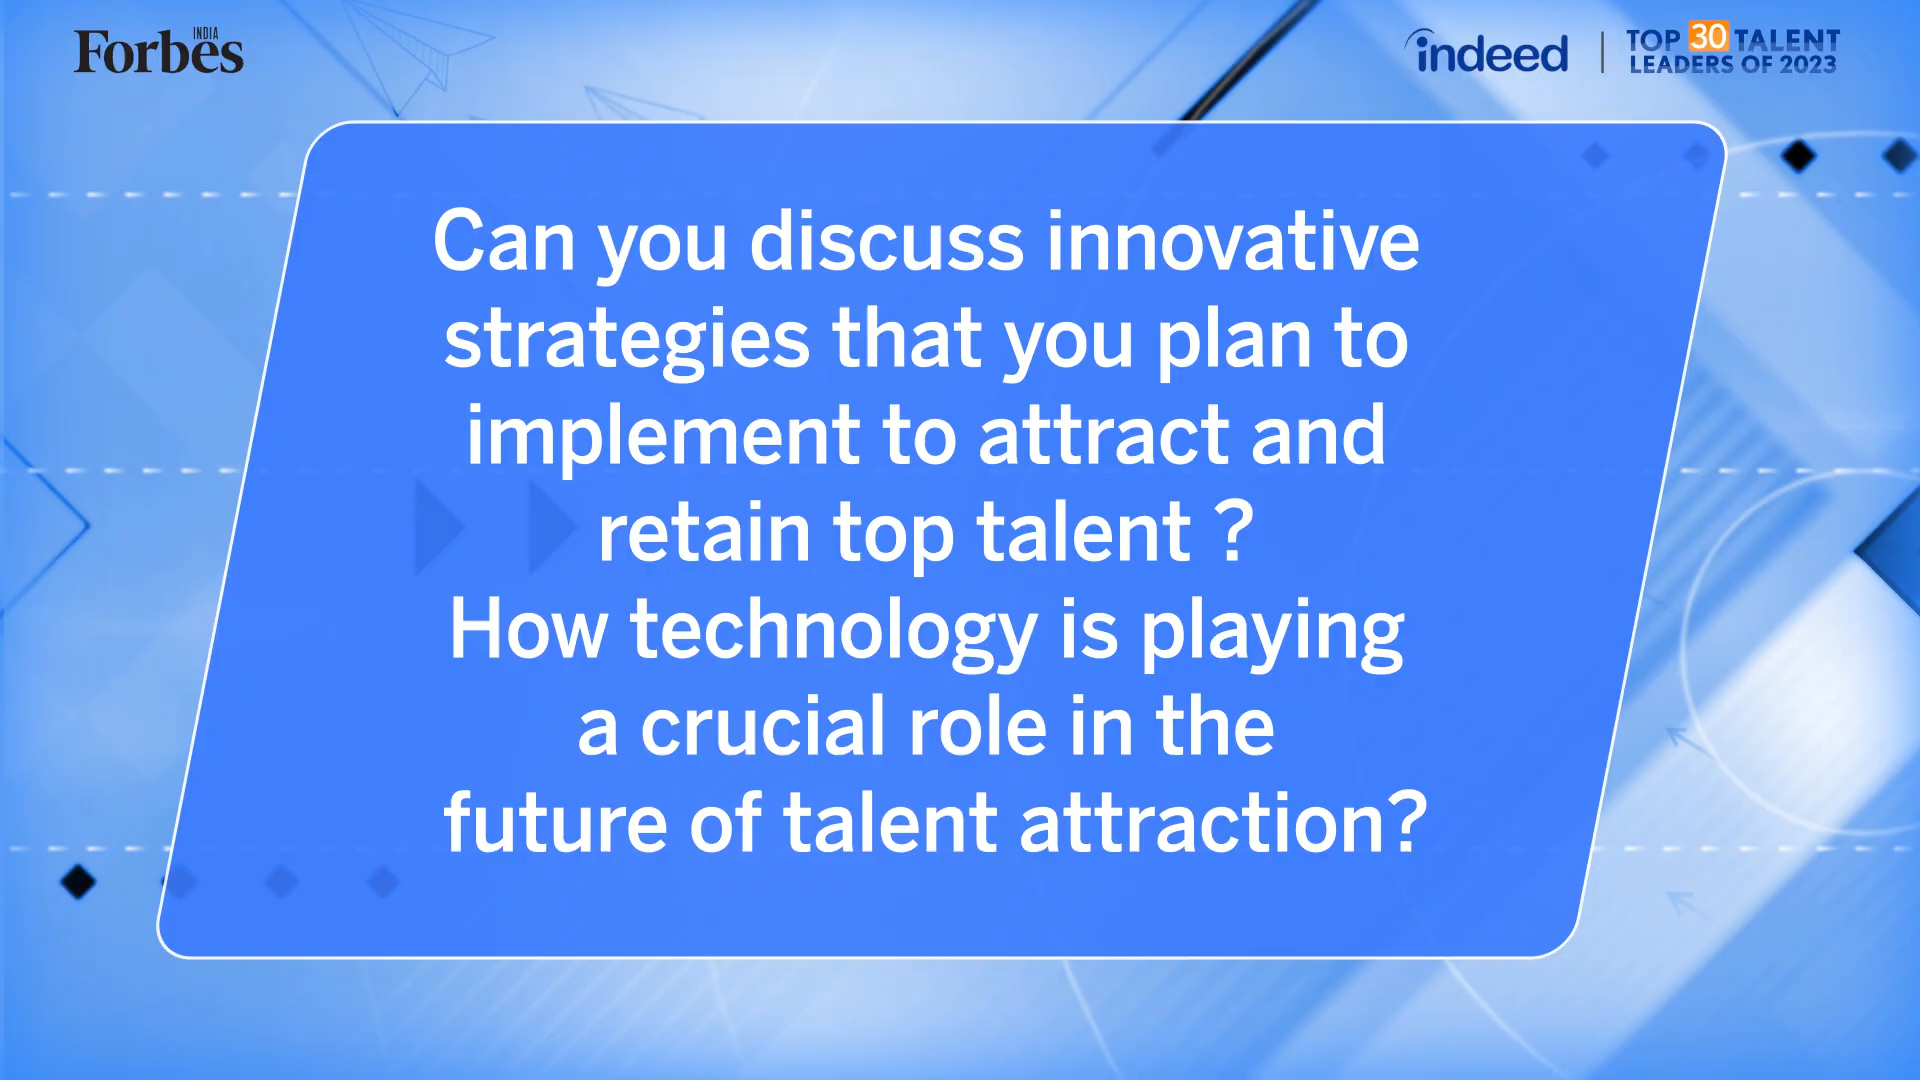 Forbes
INDIA
indeed
TOP 30 TALENT
LEADERS OF 2023
Can you discuss innovative
strategies that you plan to
implement to attract and
retain top talent ?
How technology is playing
a crucial role in the
future of talent attraction?